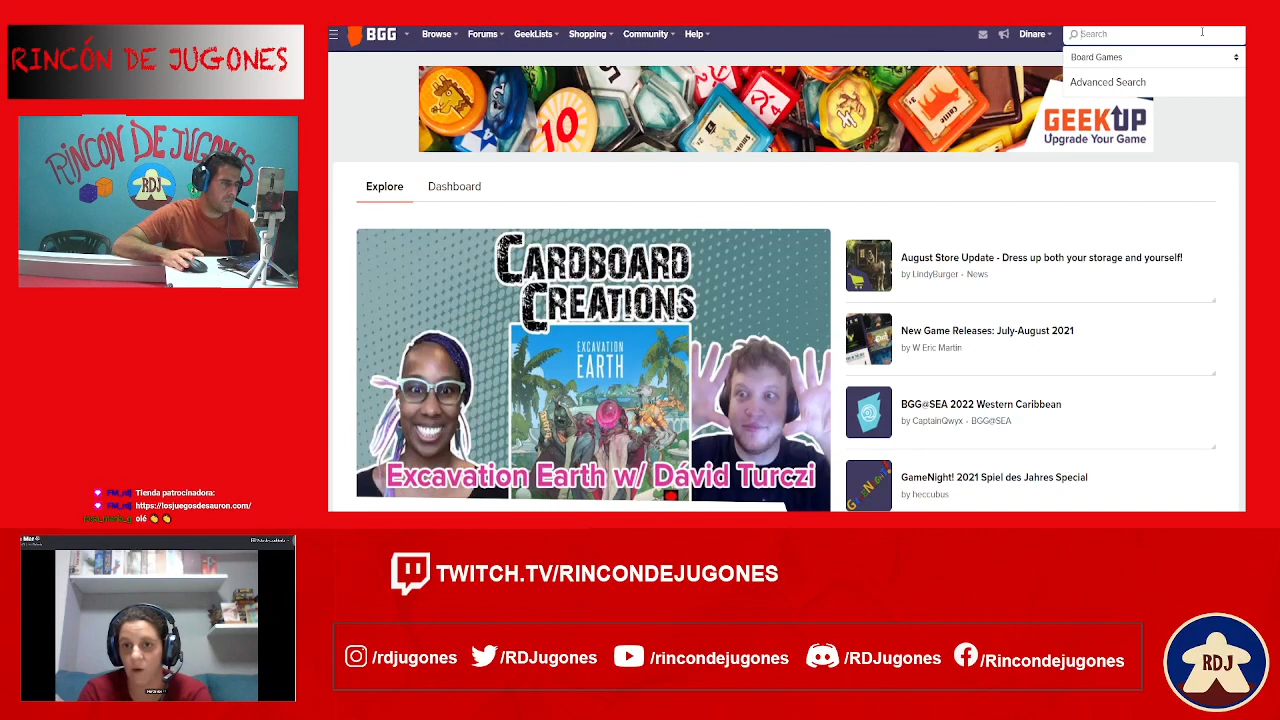 RINCÓN DE JUGONES
RINCÓN DE JUGONES
RDJ
Tienda patrocinadora:
https://losjuegosdesauron.com/
olé
BGG
Browse
Forums
GeekLists
Shopping
Community
Help
Dinare
Search
Board Games
Advanced Search
10
Cattle
GEEKUP
Upgrade Your Game
Explore
Dashboard
CARDBOARD
CREATIONS
EXCAVATION
EARTH
Excavation Earth w/ Dávid Turczi
August Store Update - Dress up both your storage and yourself!
by LindyBurger - News
New Game Releases: July-August 2021
by W Eric Martin
BGG@SEA 2022 Western Caribbean
by CaptainQwyx - BGG@SEA
GameNight! 2021 Spiel des Jahres Special
by heccubus
TWITCH.TV/RINCONDEJUGONES
/rdjugones
/RDJugones
/rincondejugones
/RDJugones
/Rincondejugones
RDJ